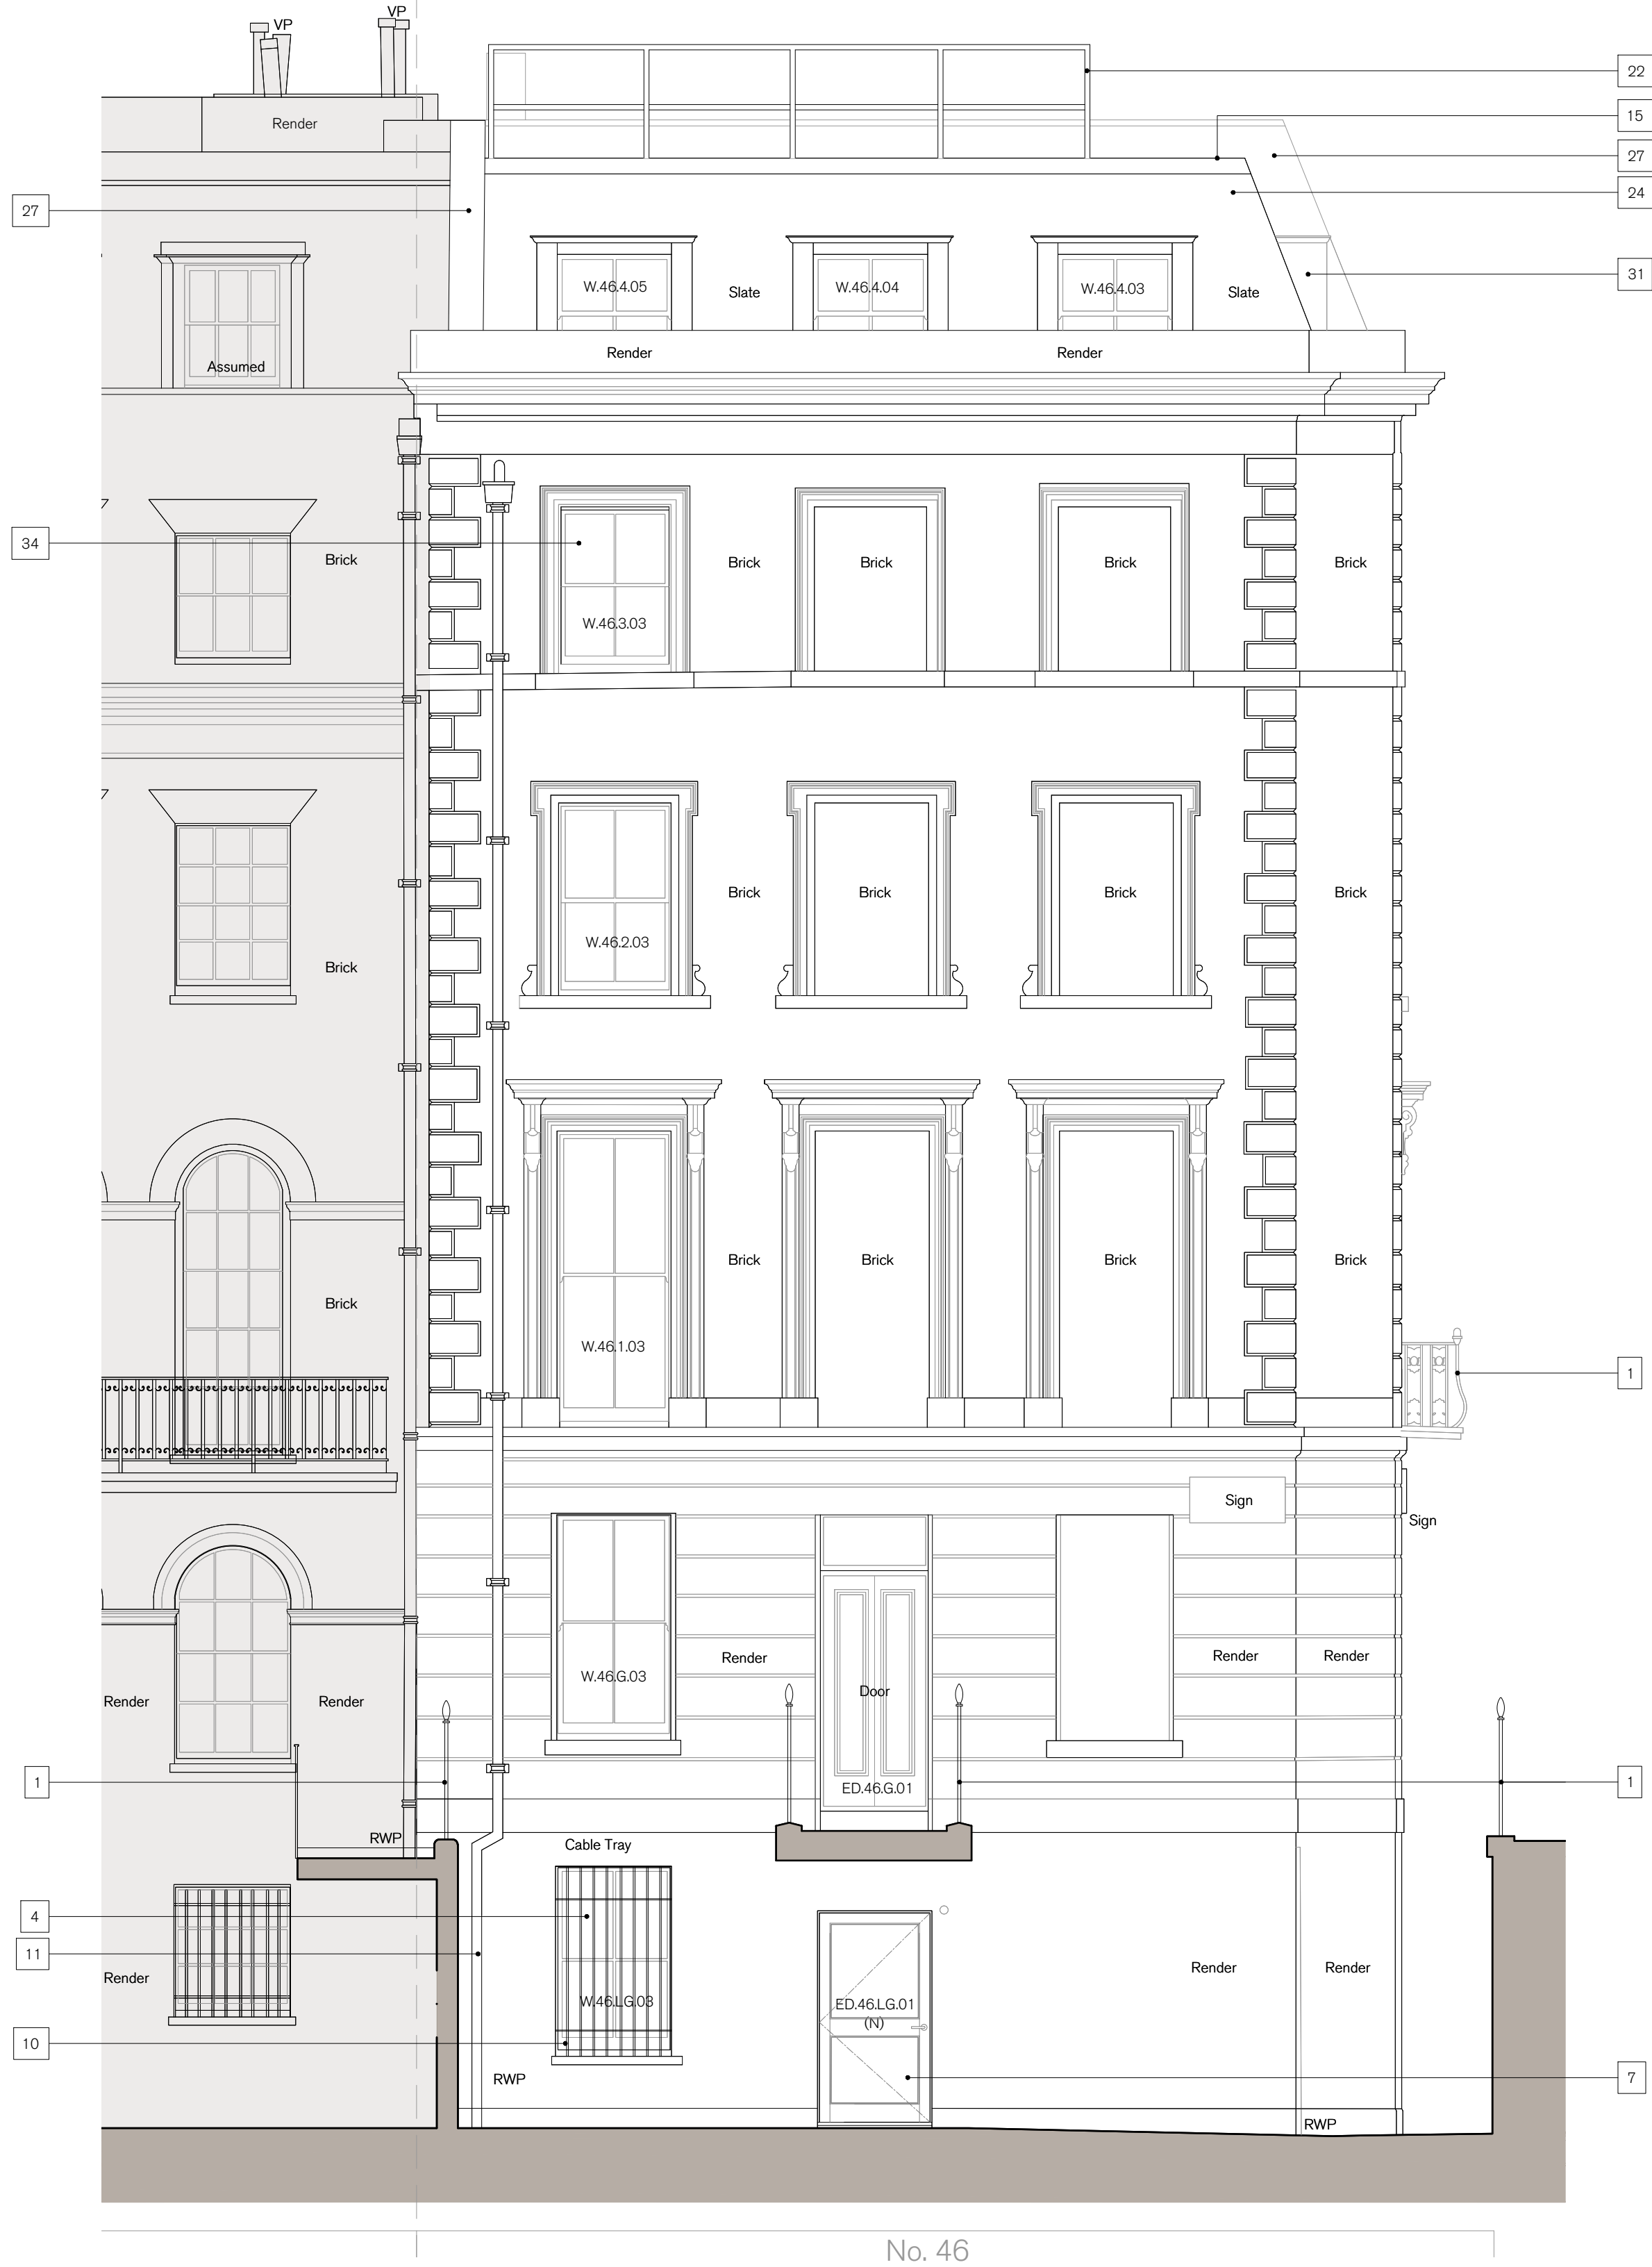 VP
VP
22
Render
15
27
24
27
31
W.46.4.05
Slate
W.46.4.04
W.46.4.03
Slate
Assumed
Render
Render
34
Brick
Brick
Brick
Brick
Brick
W.46.3.03
Brick
Brick
Brick
Brick
W.46.2.03
Brick
Brick
Brick
Brick
Brick
Brick
W.46.1.03
1
Sign
Sign
Render
Render
Render
W.46.G.03
Door
Render
Render
1
ED.46.G.01
1
RWP
Cable Tray
4
11
Render
Render
Render
W.46.LG.03
ED.46.LG.01
(N)
10
RWP
7
RWP
No. 46